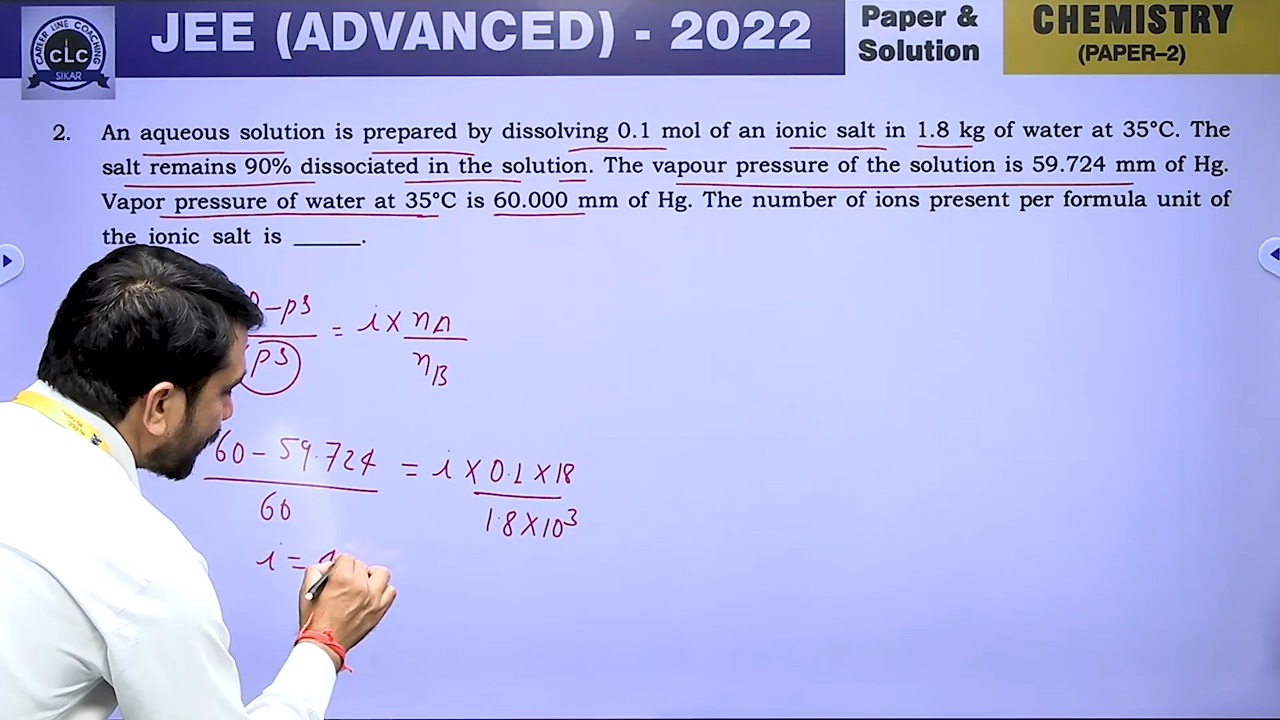 CAREER LINE COACHING
CLC
SIKAR
JEE (ADVANCED) - 2022
Paper &
Solution
CHEMISTRY
(PAPER–2)
2. An aqueous solution is prepared by dissolving 0.1 mol of an ionic salt in 1.8 kg of water at 35°C. The
salt remains 90% dissociated in the solution. The vapour pressure of the solution is 59.724 mm of Hg.
Vapor pressure of water at 35°C is 60.000 mm of Hg. The number of ions present per formula unit of
the ionic salt is _____.
-ps
/ps = i × nA/nB
60 - 59.724 / 60 = i × 0.1 × 18 / 1.8 × 10³
i =